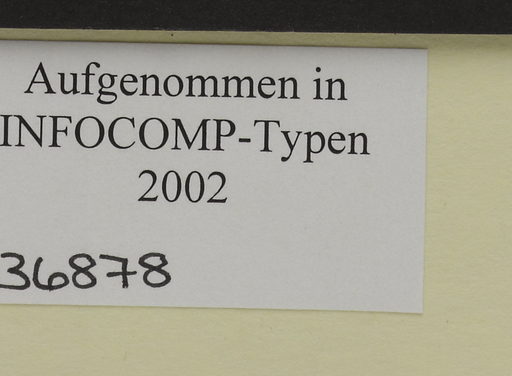 Aufgenommen in
INFOCOMP-Typen
2002
36878